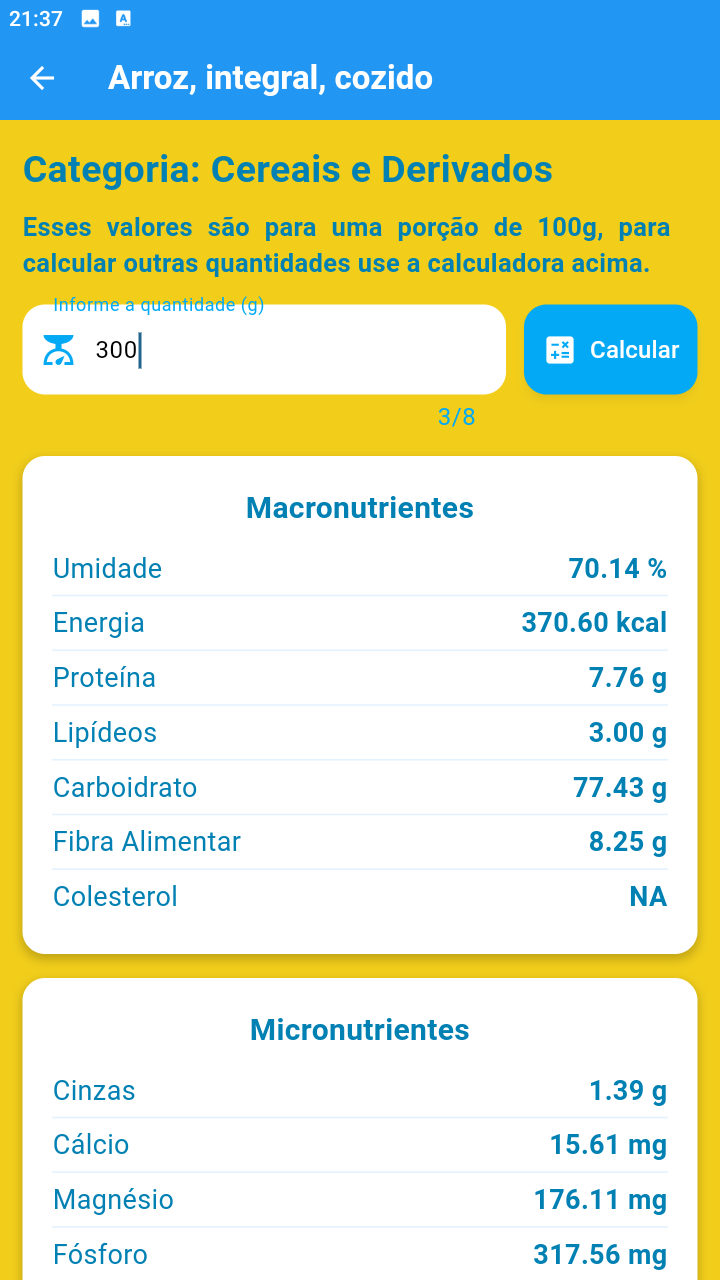 21:37
Arroz, integral, cozido
Categoria: Cereais e Derivados
Esses valores são para uma porção de 100g, para
calcular outras quantidades use a calculadora acima.
Informe a quantidade (g)
300
Calcular
3/8
Macronutrientes
Umidade 70.14 %
Energia 370.60 kcal
Proteína 7.76 g
Lipídeos 3.00 g
Carboidrato 77.43 g
Fibra Alimentar 8.25 g
Colesterol NA
Micronutrientes
Cinzas 1.39 g
Cálcio 15.61 mg
Magnésio 176.11 mg
Fósforo 317.56 mg